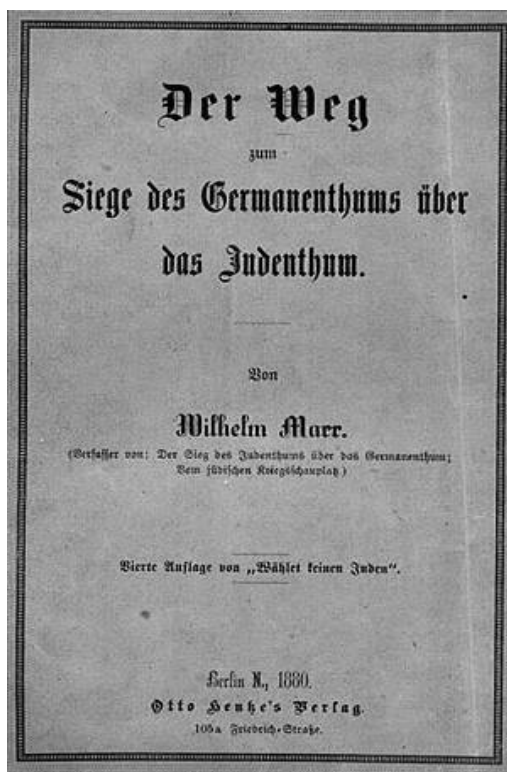 Der Weg
zum
Siege des Germanenthums über
das Judenthum.
Von
Wilhelm Marr.
(Verfasser von: Der Sieg des Judenthums über das Germanenthum;
Vom jüdischen Kriegsschauplatz)
Vierte Auflage von „Wählet keinen Juden“.
Berlin N., 1880.
Otto Hentze's Verlag.
105a Friedrich-Straße.